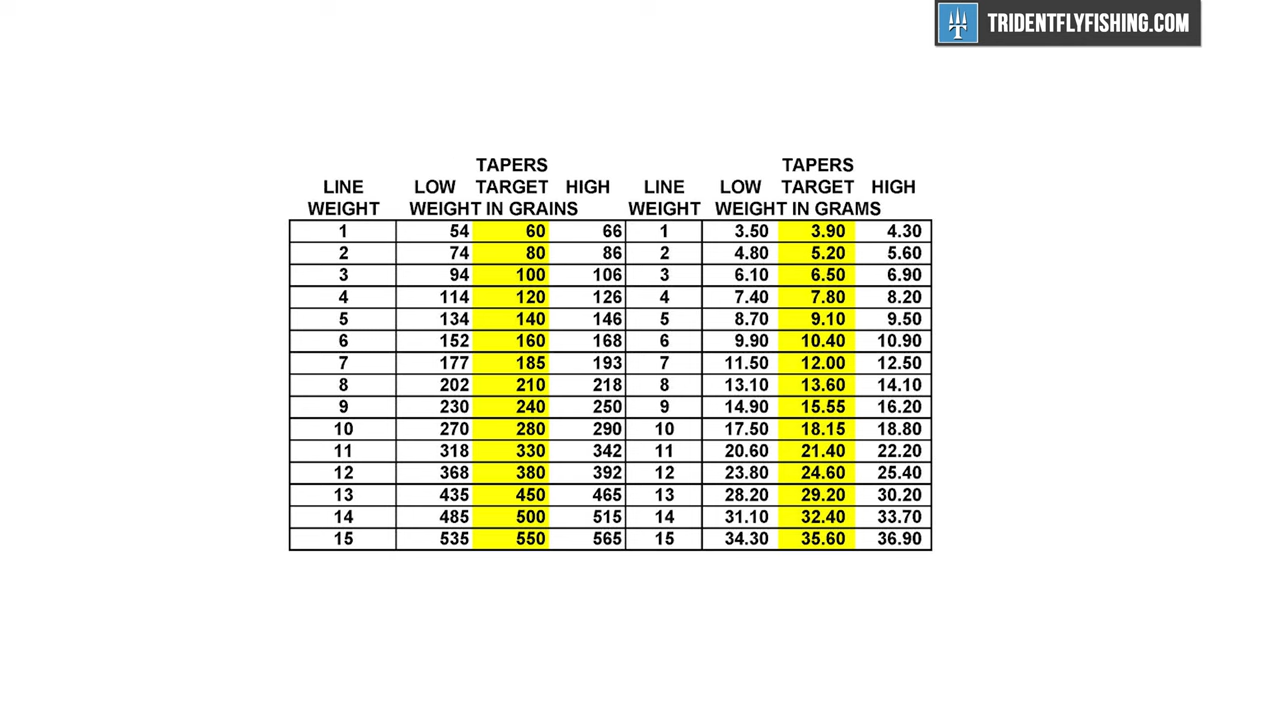 TRIDENTFLYFISHING.COM
TAPERS TAPERS
LINE LOW TARGET HIGH LINE LOW TARGET HIGH
WEIGHT WEIGHT IN GRAINS WEIGHT WEIGHT IN GRAMS
1 54 60 66 1 3.50 3.90 4.30
2 74 80 86 2 4.80 5.20 5.60
3 94 100 106 3 6.10 6.50 6.90
4 114 120 126 4 7.40 7.80 8.20
5 134 140 146 5 8.70 9.10 9.50
6 152 160 168 6 9.90 10.40 10.90
7 177 185 193 7 11.50 12.00 12.50
8 202 210 218 8 13.10 13.60 14.10
9 230 240 250 9 14.90 15.55 16.20
10 270 280 290 10 17.50 18.15 18.80
11 318 330 342 11 20.60 21.40 22.20
12 368 380 392 12 23.80 24.60 25.40
13 435 450 465 13 28.20 29.20 30.20
14 485 500 515 14 31.10 32.40 33.70
15 535 550 565 15 34.30 35.60 36.90